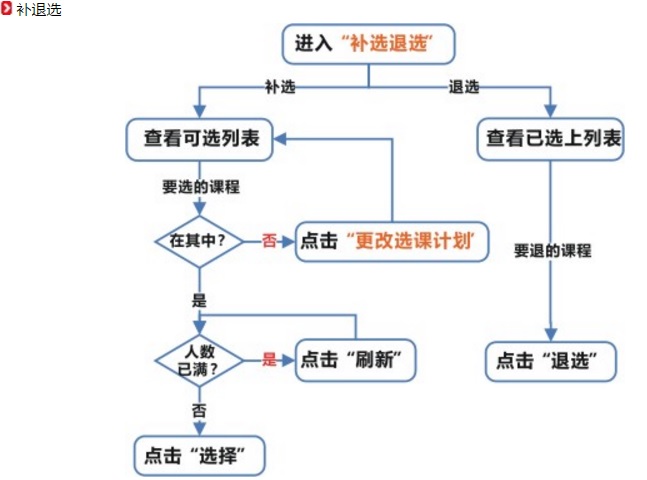 补退选
进入“补选退选”
补选
退选
查看可选列表
查看已选上列表
要选的课程
在其中？
否
点击“更改选课计划’
要退的课程
是
人数
已满？
是
点击“刷新”
点击“退选”
否
点击“选择”